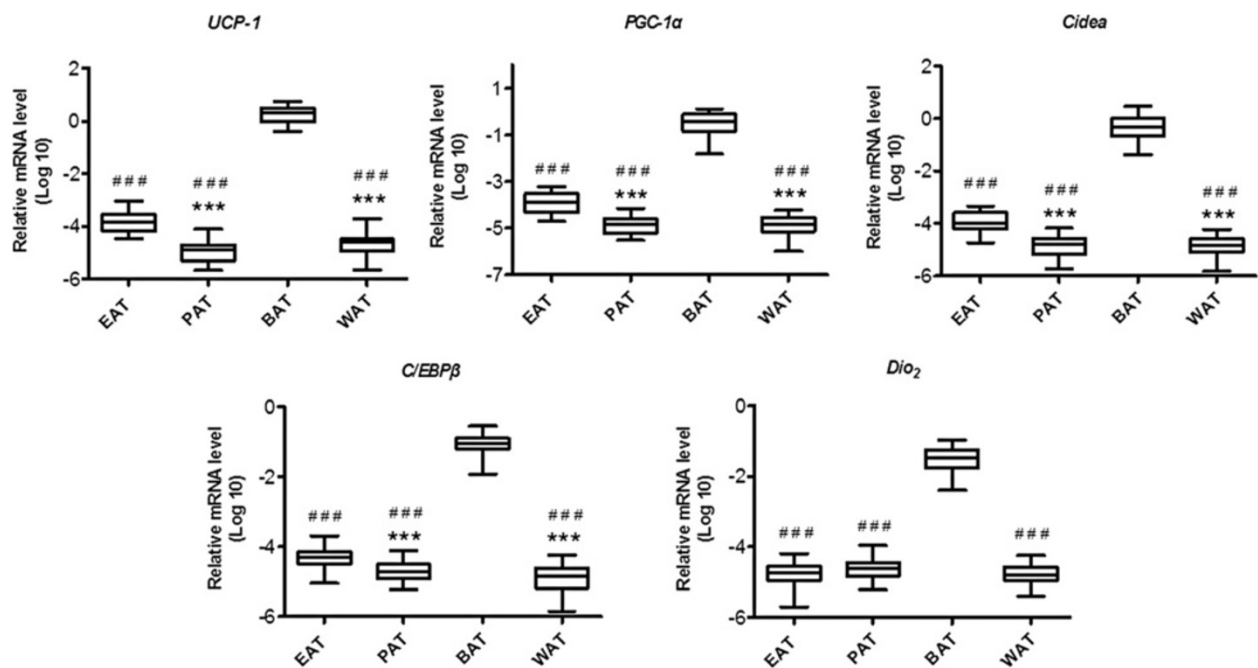 UCP-1
Relative mRNA level
(Log 10)
2
0
-2
-4
-6
###
###
***
###
***
EAT
PAT
BAT
WAT
PGC-1α
Relative mRNA level
(Log 10)
1
-1
-3
-5
-7
###
###
***
###
***
EAT
PAT
BAT
WAT
Cidea
Relative mRNA level
(Log 10)
2
0
-2
-4
-6
###
###
***
###
***
EAT
PAT
BAT
WAT
C/EBPβ
Relative mRNA level
(Log 10)
0
-2
-4
-6
###
###
***
###
***
EAT
PAT
BAT
WAT
Dio₂
Relative mRNA level
(Log 10)
0
-2
-4
-6
###
###
###
EAT
PAT
BAT
WAT